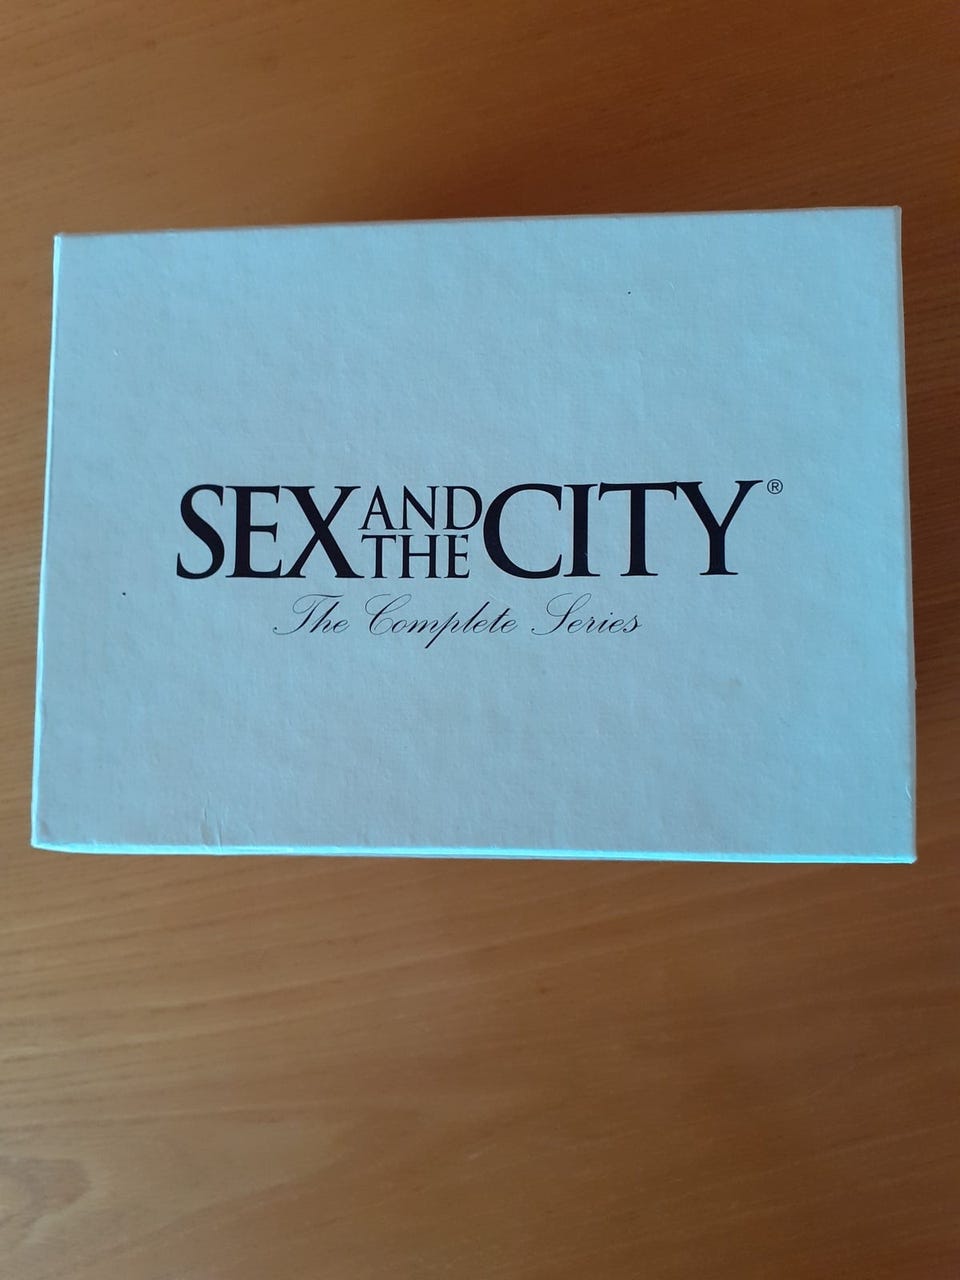 SEX AND THE CITY®
The Complete Series